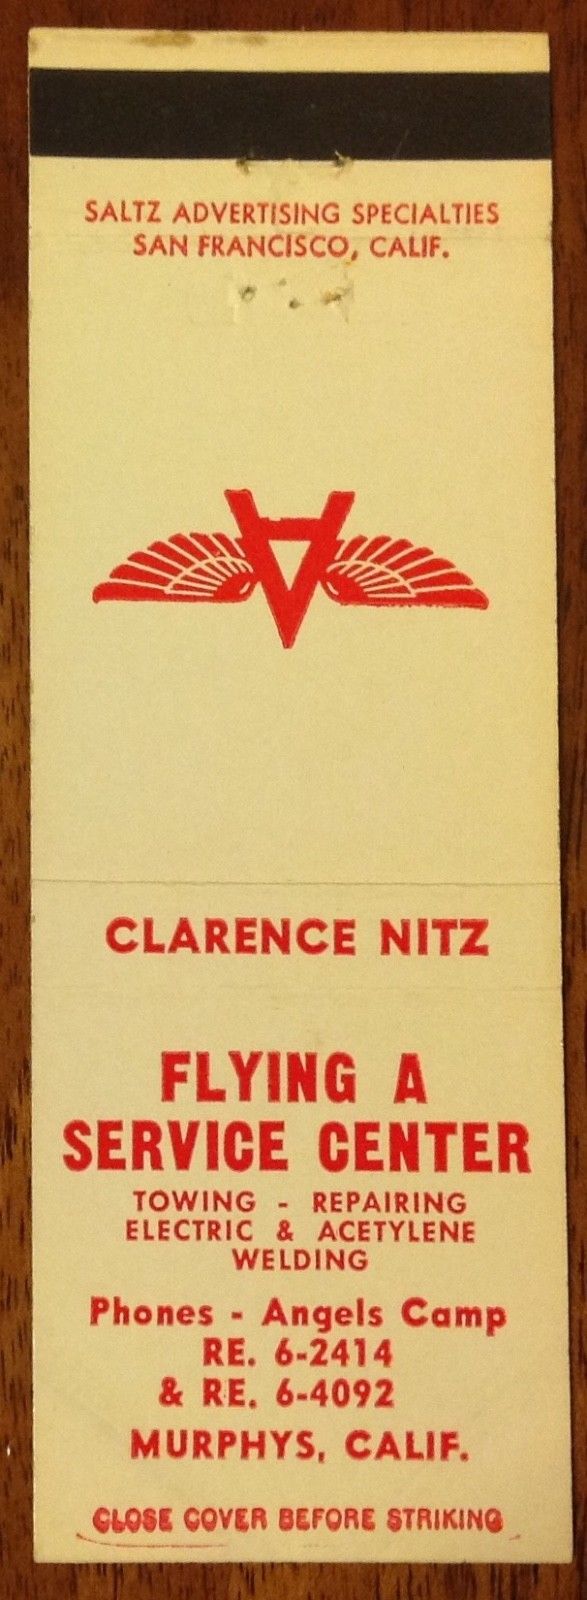 SALTZ ADVERTISING SPECIALTIES
SAN FRANCISCO, CALIF.
A
CLARENCE NITZ
FLYING A
SERVICE CENTER
TOWING - REPAIRING
ELECTRIC & ACETYLENE
WELDING
Phones - Angels Camp
RE. 6-2414
& RE. 6-4092
MURPHYS, CALIF.
CLOSE COVER BEFORE STRIKING